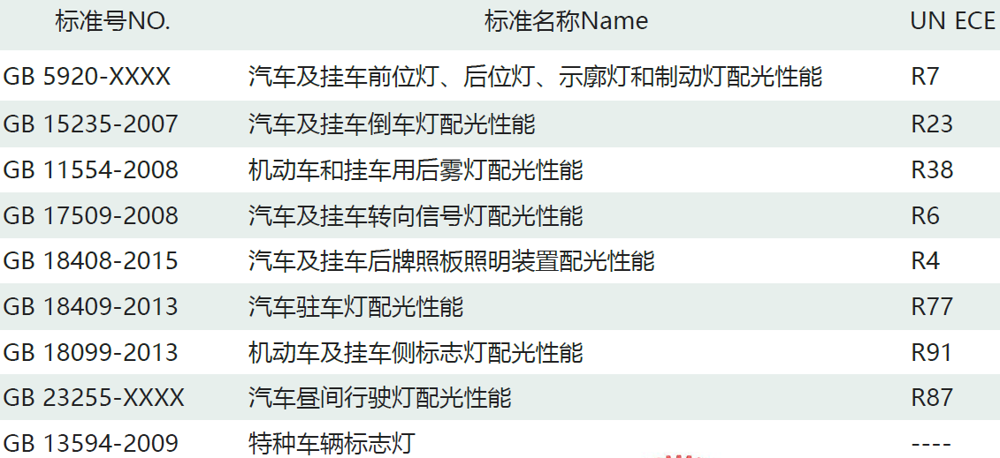 标准号NO. 标准名称Name UN ECE
GB 5920-XXXX 汽车及挂车前位灯、后位灯、示廓灯和制动灯配光性能 R7
GB 15235-2007 汽车及挂车倒车灯配光性能 R23
GB 11554-2008 机动车和挂车用后雾灯配光性能 R38
GB 17509-2008 汽车及挂车转向信号灯配光性能 R6
GB 18408-2015 汽车及挂车后牌照板照明装置配光性能 R4
GB 18409-2013 汽车驻车灯配光性能 R77
GB 18099-2013 机动车及挂车侧标志灯配光性能 R91
GB 23255-XXXX 汽车昼间行驶灯配光性能 R87
GB 13594-2009 特种车辆标志灯 ----